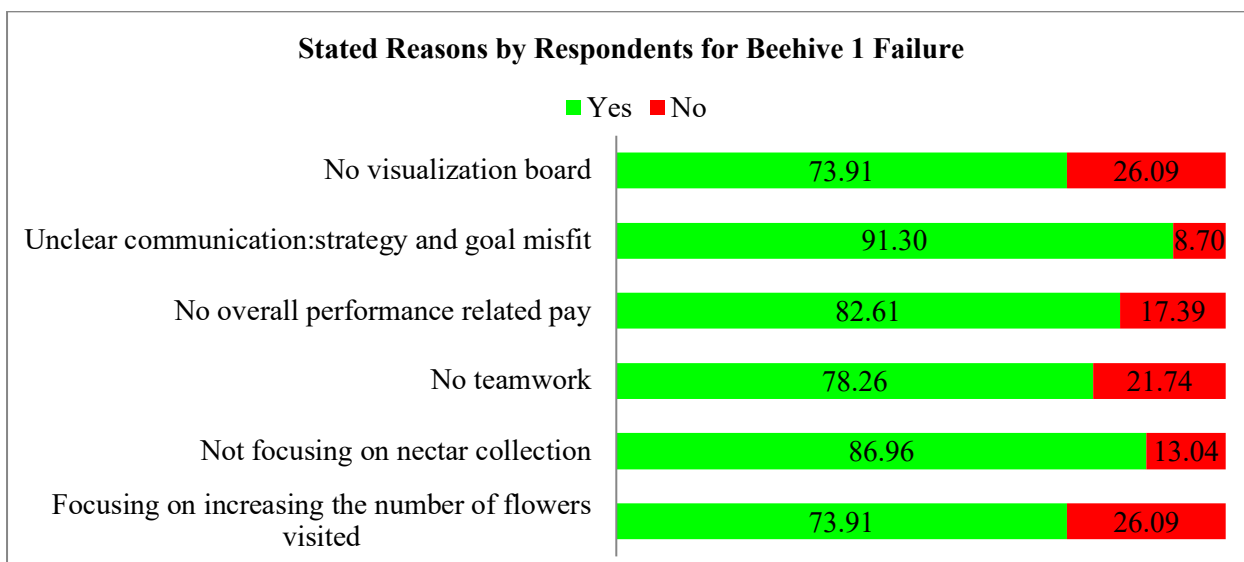 Stated Reasons by Respondents for Beehive 1 Failure
Yes No
No visualization board 73.91 26.09
Unclear communication:strategy and goal misfit 91.30 8.70
No overall performance related pay 82.61 17.39
No teamwork 78.26 21.74
Not focusing on nectar collection 86.96 13.04
Focusing on increasing the number of flowers
visited 73.91 26.09